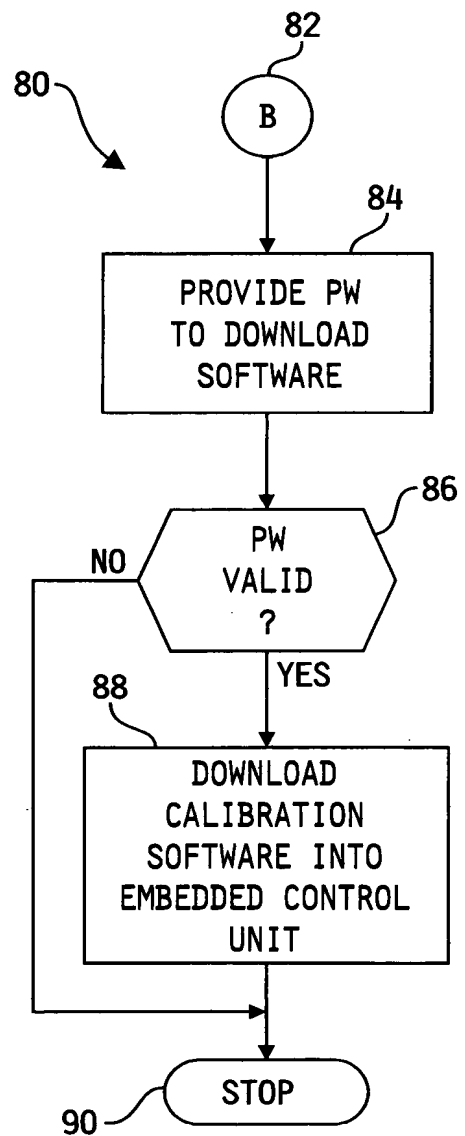 82
80
B
84
PROVIDE PW
TO DOWNLOAD
SOFTWARE
86
PW
VALID
?
NO
YES
88
DOWNLOAD
CALIBRATION
SOFTWARE INTO
EMBEDDED CONTROL
UNIT
STOP
90